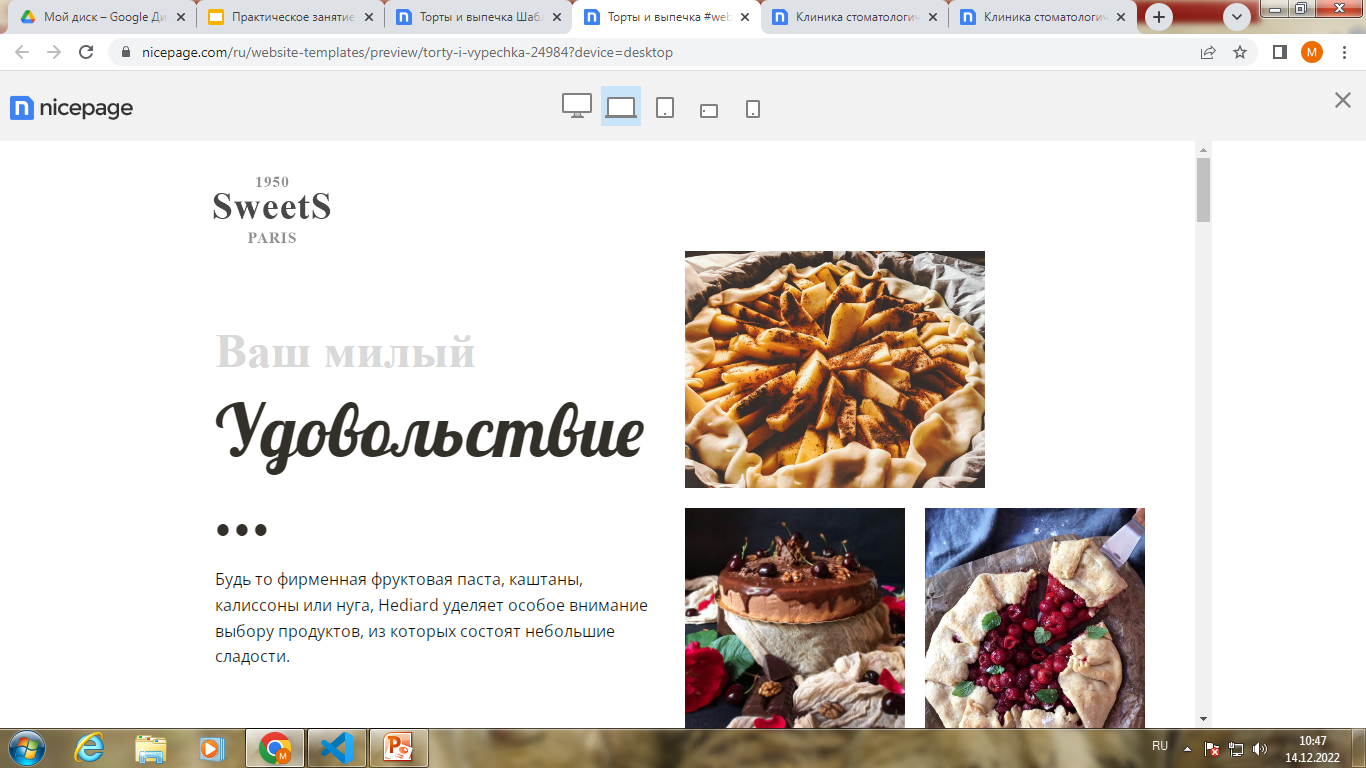 Мой диск – Google Ди
Практическое занятие
Торты и выпечка Шаб
Торты и выпечка #web
Клиника стоматологич
Клиника стоматологич
nicepage.com/ru/website-templates/preview/torty-i-vypechka-24984?device=desktop
M
nicepage
1950
SweetS
PARIS
Ваш милый
Удовольствие
...
Будь то фирменная фруктовая паста, каштаны,
калиссоны или нуга, Hediard уделяет особое внимание
выбору продуктов, из которых состоят небольшие
сладости.
RU
10:47
14.12.2022